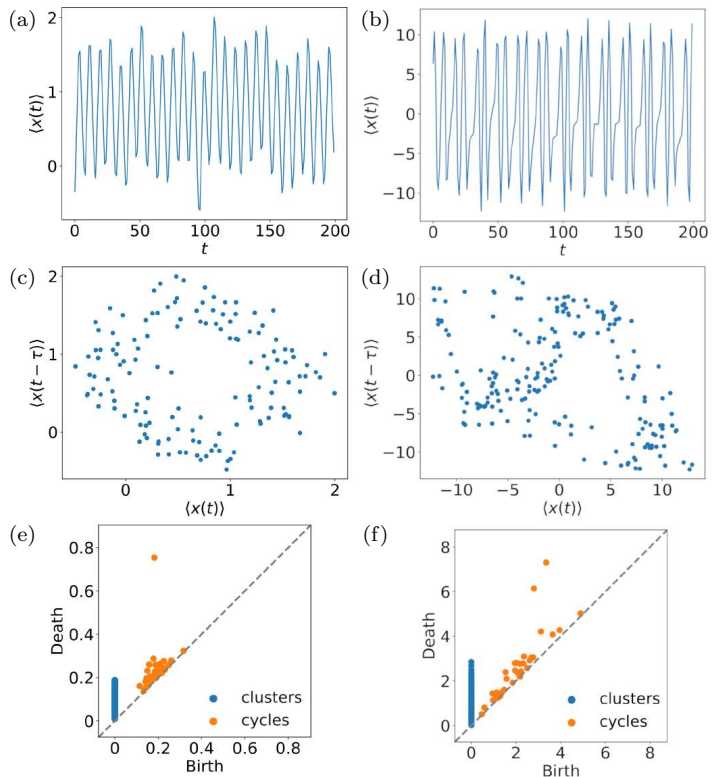 (a)
2
1
0
⟨x(t)⟩
0 50 100 150 200
t
(b)
10
5
0
−5
−10
⟨x(t)⟩
0 50 100 150 200
t
(c)
2
1
0
⟨x(t − τ)⟩
0 1 2
⟨x(t)⟩
(d)
10
5
0
−5
−10
⟨x(t − τ)⟩
−10 −5 0 5 10
⟨x(t)⟩
(e)
0.8
0.6
0.4
0.2
0
Death
clusters
cycles
0 0.2 0.4 0.6 0.8
Birth
(f)
8
6
4
2
0
Death
clusters
cycles
0 2 4 6 8
Birth